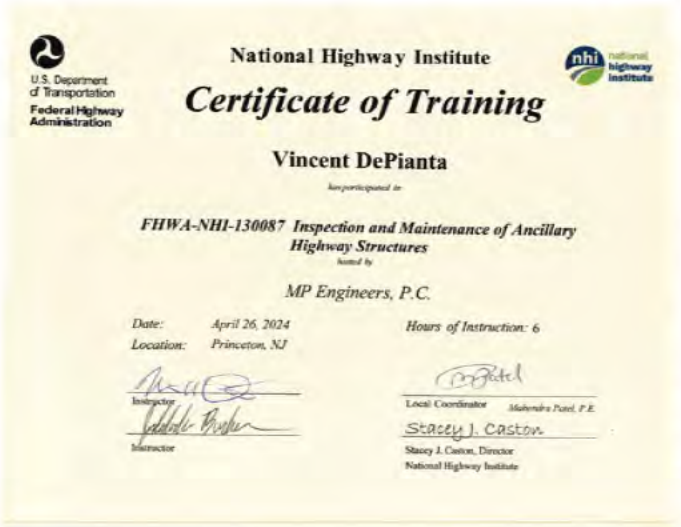 National Highway Institute
U.S. Department
of Transportation
Federal Highway
Administration
nhi national
highway
institute
Certificate of Training
Vincent DePianta
has participated in
FHWA-NHI-130087 Inspection and Maintenance of Ancillary
Highway Structures
hosted by
MP Engineers, P.C.
Date: April 26, 2024
Hours of Instruction: 6
Location: Princeton, NJ
Instructor
Local Coordinator Mahendra Patel, P.E.
Stacey J. Caston
Instructor
Stacey J. Caston, Director
National Highway Institute